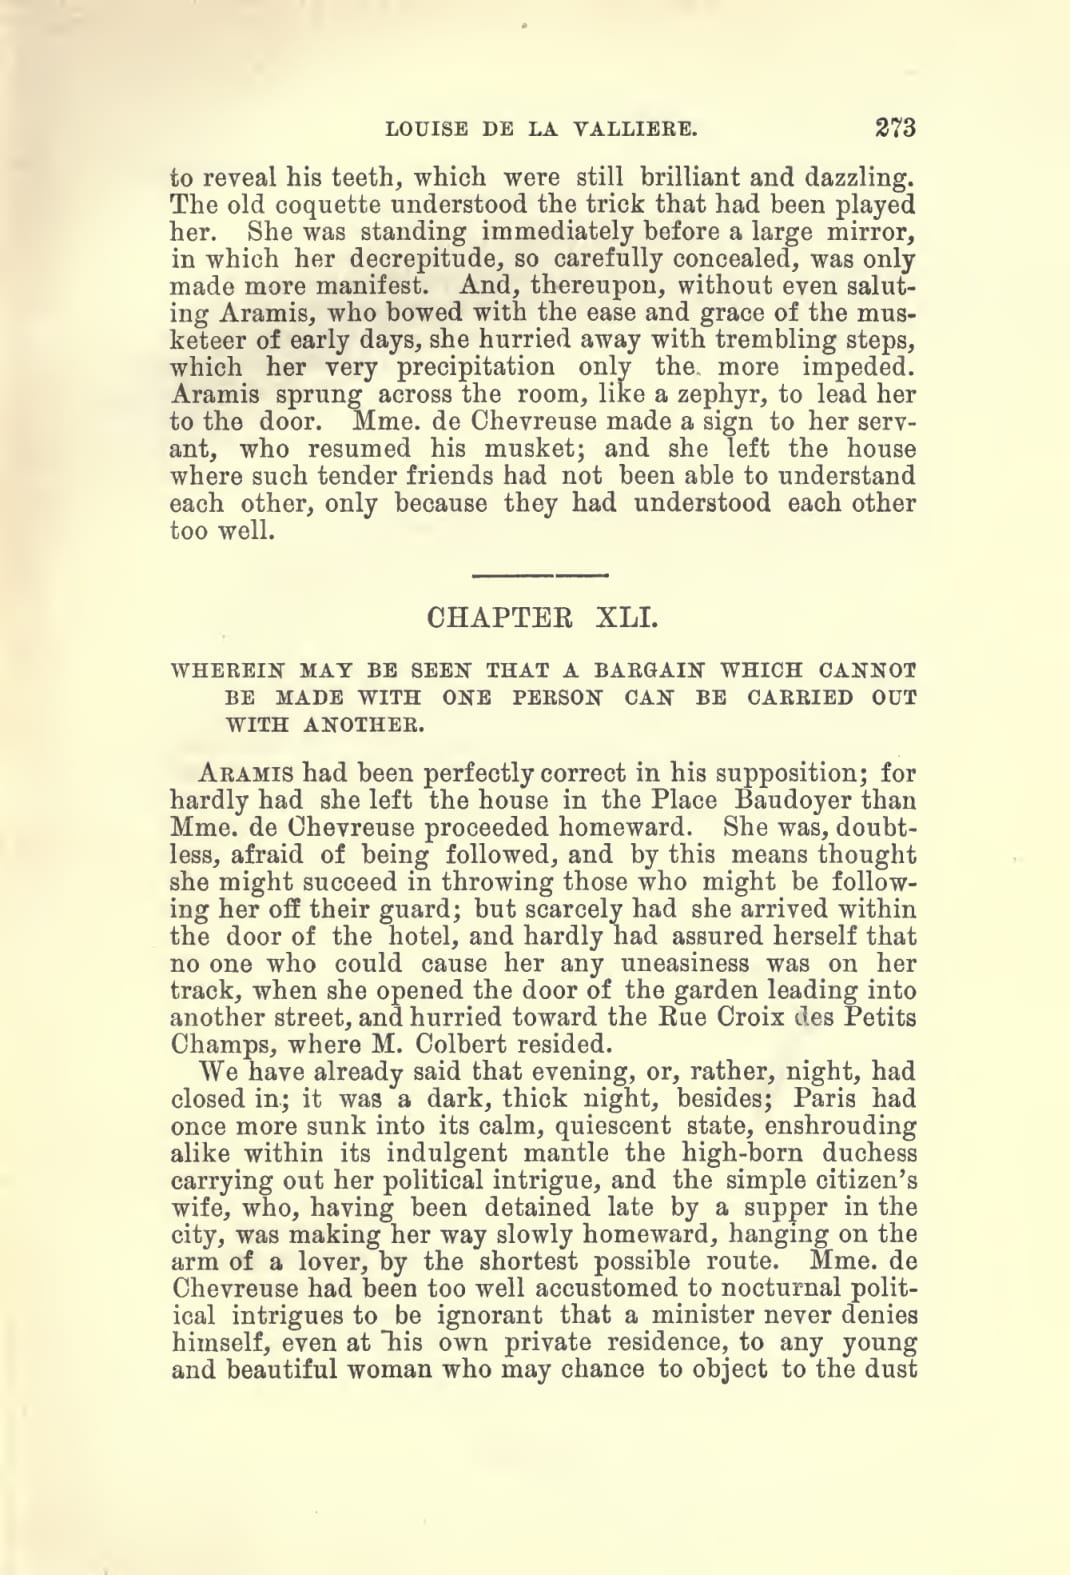 LOUISE DE LA VALLIERE. 273
to reveal his teeth, which were still brilliant and dazzling.
The old coquette understood the trick that had been played
her. She was standing immediately before a large mirror,
in which her decrepitude, so carefully concealed, was only
made more manifest. And, thereupon, without even salut-
ing Aramis, who bowed with the ease and grace of the mus-
keteer of early days, she hurried away with trembling steps,
which her very precipitation only the more impeded.
Aramis sprung across the room, like a zephyr, to lead her
to the door. Mme. de Chevreuse made a sign to her serv-
ant, who resumed his musket; and she left the house
where such tender friends had not been able to understand
each other, only because they had understood each other
too well.
CHAPTER XLI.
WHEREIN MAY BE SEEN THAT A BARGAIN WHICH CANNOT
BE MADE WITH ONE PERSON CAN BE CARRIED OUT
WITH ANOTHER.
ARAMIS had been perfectly correct in his supposition; for
hardly had she left the house in the Place Baudoyer than
Mme. de Chevreuse proceeded homeward. She was, doubt-
less, afraid of being followed, and by this means thought
she might succeed in throwing those who might be follow-
ing her off their guard; but scarcely had she arrived within
the door of the hotel, and hardly had assured herself that
no one who could cause her any uneasiness was on her
track, when she opened the door of the garden leading into
another street, and hurried toward the Rue Croix des Petits
Champs, where M. Colbert resided.
We have already said that evening, or, rather, night, had
closed in; it was a dark, thick night, besides; Paris had
once more sunk into its calm, quiescent state, enshrouding
alike within its indulgent mantle the high-born duchess
carrying out her political intrigue, and the simple citizen's
wife, who, having been detained late by a supper in the
city, was making her way slowly homeward, hanging on the
arm of a lover, by the shortest possible route. Mme. de
Chevreuse had been too well accustomed to nocturnal polit-
ical intrigues to be ignorant that a minister never denies
himself, even at his own private residence, to any young
and beautiful woman who may chance to object to the dust